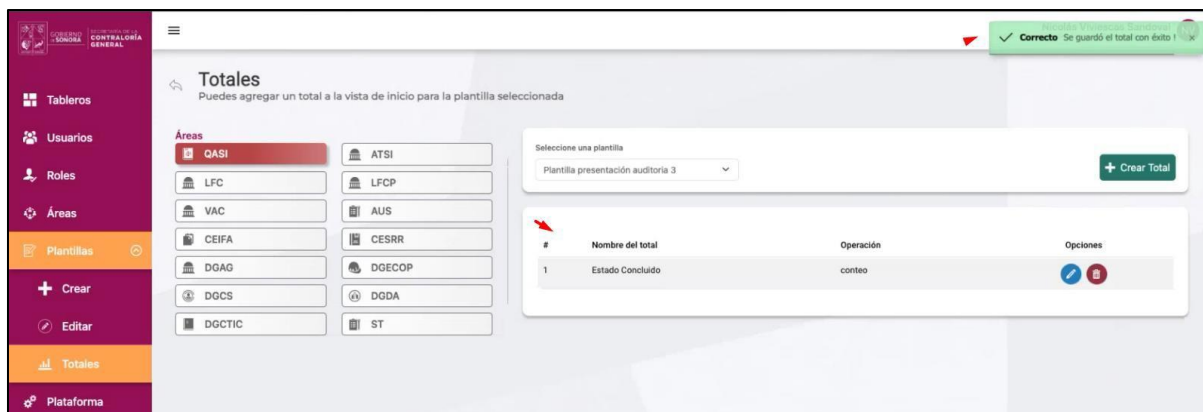 GOBIERNO
DE SONORA
SECRETARÍA DE LA
CONTRALORÍA
GENERAL
Correcto Se guardó el total con éxito ! ×
Tableros
Usuarios
Roles
Áreas
Plantillas
Crear
Editar
Totales
Plataforma
Totales
Puedes agregar un total a la vista de inicio para la plantilla seleccionada
Áreas
QASI
ATSI
LFC
LFCP
VAC
AUS
CEIFA
CESRR
DGAG
DGECOP
DGCS
DGDA
DGCTIC
ST
Seleccione una plantilla
Plantilla presentación auditoria 3
+ Crear Total
# Nombre del total Operación Opciones
1 Estado Concluido conteo